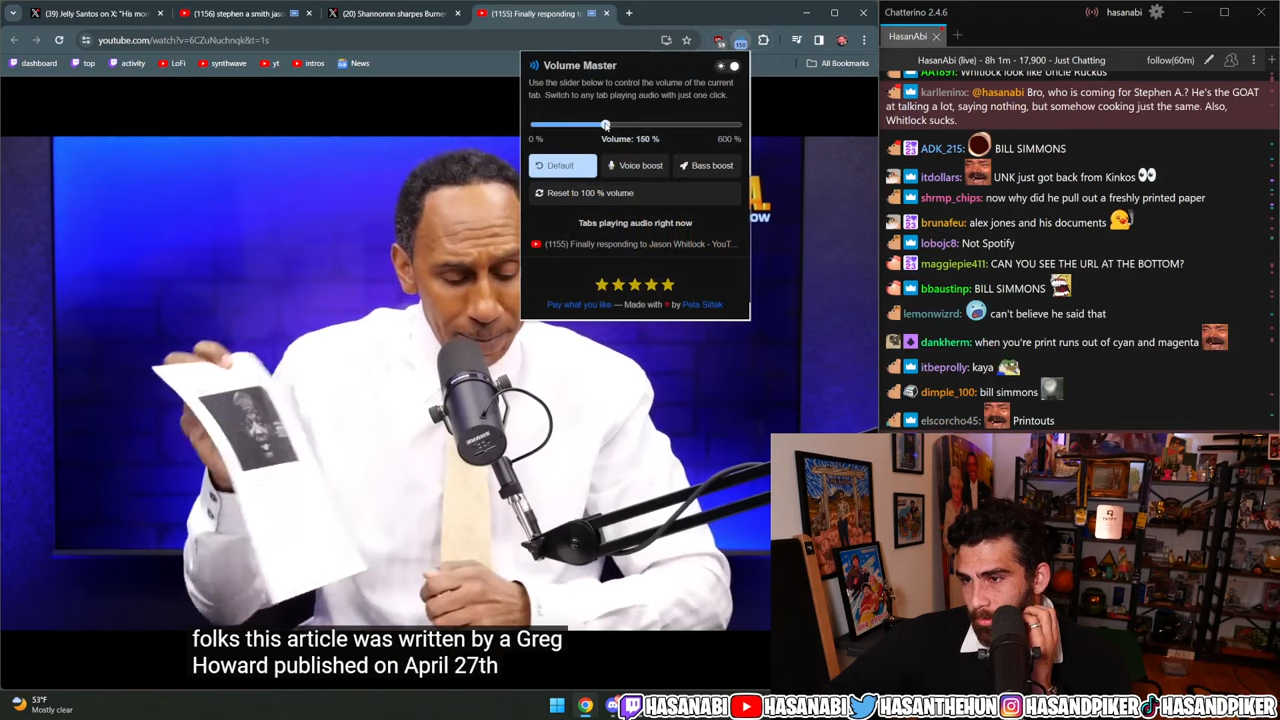 (39) Jelly Santos on X: "His mo
(1156) stephen a smith jaso
(20) Shannonnn sharpes Burner
(1155) Finally responding to
youtube.com/watch?v=6CZuNuchnqk&t=1s
59
150
dashboard
top
activity
LoFi
synthwave
yt
intros
News
All Bookmarks
Volume Master
Use the slider below to control the volume of the current
tab. Switch to any tab playing audio with just one click.
0 %
Volume: 150 %
600 %
Default
Voice boost
Bass boost
Reset to 100 % volume
Tabs playing audio right now
(1155) Finally responding to Jason Whitlock - YouT...
Pay what you like — Made with ♥ by Peta Sittek
folks this article was written by a Greg
Howard published on April 27th
Chatterino 2.4.6
hasanabi
HasanAbi
HasanAbi (live) - 8h 1m - 17,900 - Just Chatting
follow(60m)
AA1891: Whitlock look like Uncle Ruckus
karlleninx: @hasanabi Bro, who is coming for Stephen A.? He's the GOAT
at talking a lot, saying nothing, but somehow cooking just the same. Also,
Whitlock sucks.
ADK_215: BILL SIMMONS
itdollars: UNK just got back from Kinkos
shrmp_chips: now why did he pull out a freshly printed paper
brunafeu: alex jones and his documents
lobojc8: Not Spotify
maggiepie411: CAN YOU SEE THE URL AT THE BOTTOM?
bbaustinp: BILL SIMMONS
lemonwizrd: can't believe he said that
dankherm: when you're print runs out of cyan and magenta
itbeprolly: kaya
dimple_100: bill simmons
elscorcho45: Printouts
53°F
Mostly clear
HASANABI
HASANABI
HASANTHEHUN
HASANDPIKER
HASANDPIKER